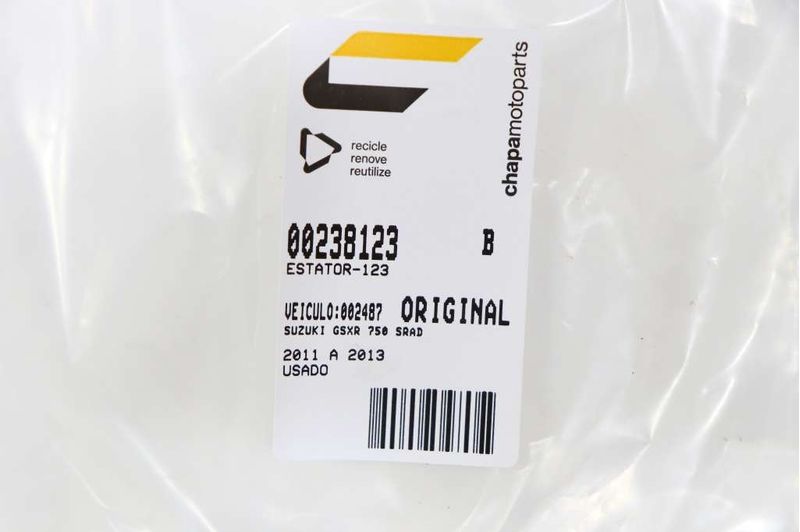 chapamotoparts
recicle
renove
reutilize
00238123 B
ESTATOR-123
VEICULO:002487 ORIGINAL
SUZUKI GSXR 750 SRAD
2011 A 2013
USADO